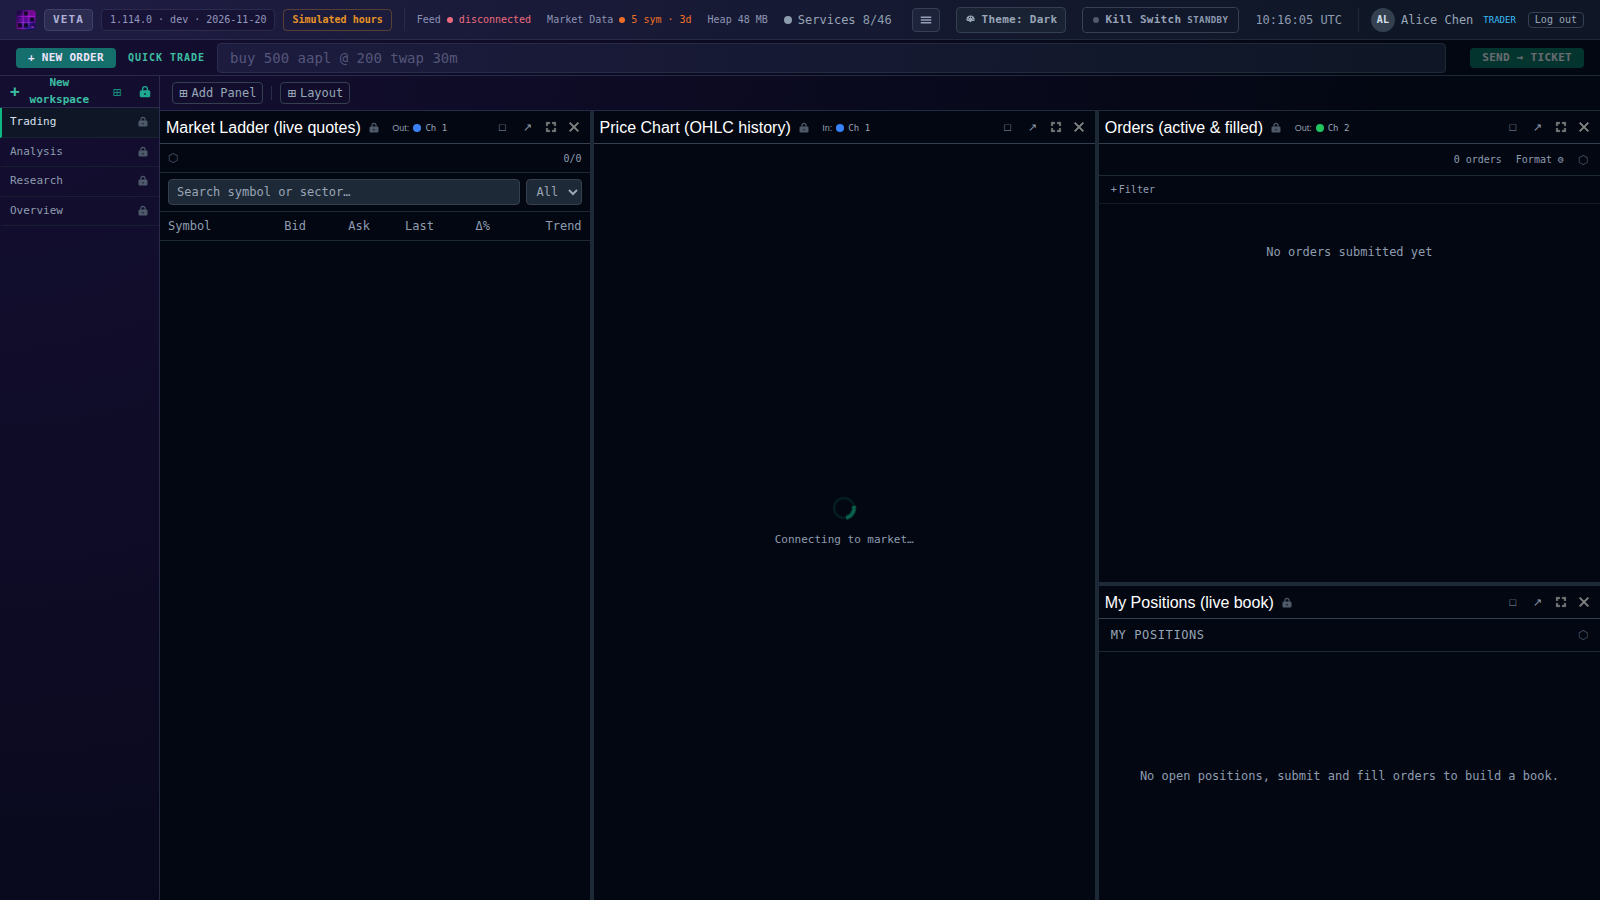 VETA
1.114.0 · dev · 2026-11-20
Simulated hours
Feed disconnected
Market Data 5 sym · 3d
Heap 48 MB
Services 8/46
Theme: Dark
Kill Switch STANDBY
10:16:05 UTC
AL Alice Chen TRADER
Log out
+ NEW ORDER
QUICK TRADE
buy 500 aapl @ 200 twap 30m
SEND → TICKET
+ New
workspace
Trading
Analysis
Research
Overview
Add Panel
Layout
Market Ladder (live quotes)
Out: Ch 1
0/0
Search symbol or sector…
All
Symbol Bid Ask Last Δ% Trend
Price Chart (OHLC history)
In: Ch 1
Connecting to market…
Orders (active & filled)
Out: Ch 2
0 orders
Format
+Filter
No orders submitted yet
My Positions (live book)
MY POSITIONS
No open positions, submit and fill orders to build a book.